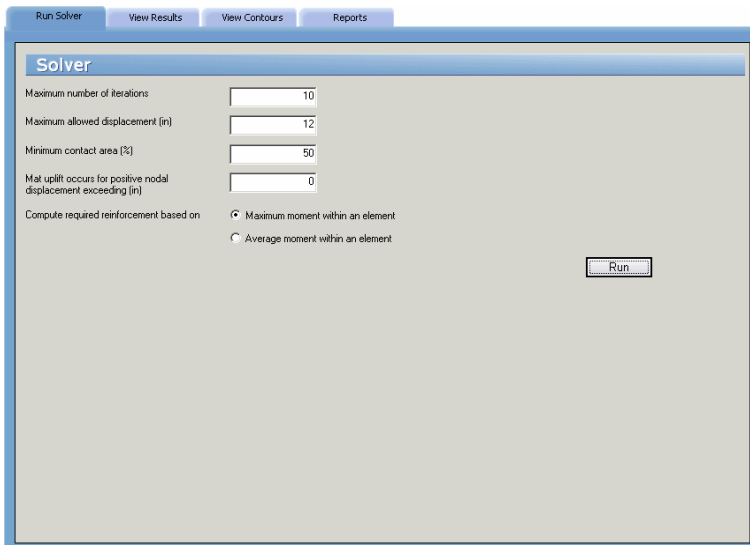 Run Solver
View Results
View Contours
Reports
Solver
Maximum number of iterations
10
Maximum allowed displacement (in)
12
Minimum contact area (%)
50
Mat uplift occurs for positive nodal
displacement exceeding (in)
0
Compute required reinforcement based on
Maximum moment within an element
Average moment within an element
Run